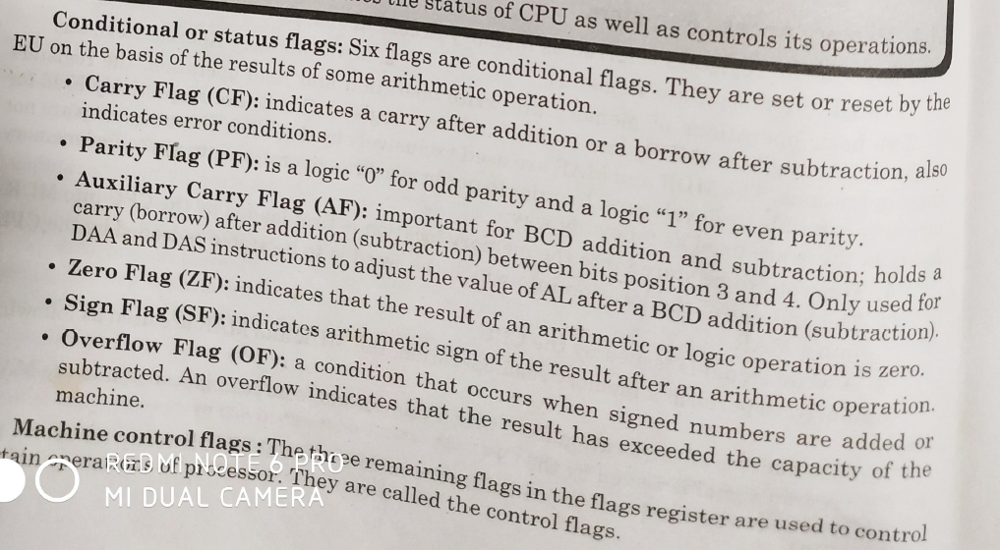 the status of CPU as well as controls its operations.
Conditional or status flags: Six flags are conditional flags. They are set or reset by the
EU on the basis of the results of some arithmetic operation.
• Carry Flag (CF): indicates a carry after addition or a borrow after subtraction, also
indicates error conditions.
• Parity Flag (PF): is a logic “0” for odd parity and a logic “1” for even parity.
• Auxiliary Carry Flag (AF): important for BCD addition and subtraction; holds a
carry (borrow) after addition (subtraction) between bits position 3 and 4. Only used for
DAA and DAS instructions to adjust the value of AL after a BCD addition (subtraction).
• Zero Flag (ZF): indicates that the result of an arithmetic or logic operation is zero.
• Sign Flag (SF): indicates arithmetic sign of the result after an arithmetic operation.
• Overflow Flag (OF): a condition that occurs when signed numbers are added or
subtracted. An overflow indicates that the result has exceeded the capacity of the
machine.
Machine control flags : The three remaining flags in the flags register are used to control
tain operations of processor. They are called the control flags.
REDMI NOTE 6 PRO
MI DUAL CAMERA